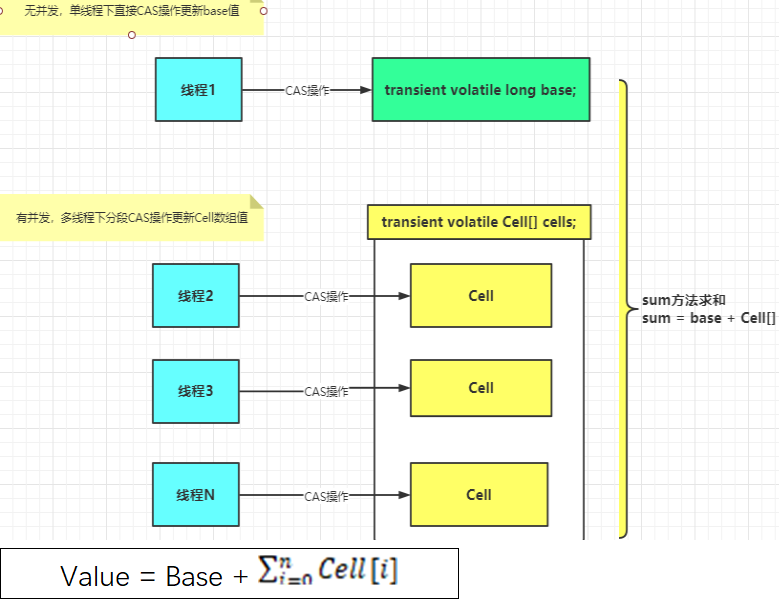 无并发，单线程下直接CAS操作更新base值
线程1
CAS操作
transient volatile long base;
有并发，多线程下分段CAS操作更新Cell数组值
transient volatile Cell[] cells;
线程2
CAS操作
Cell
sum方法求和
sum = base + Cell[]
线程3
CAS操作
Cell
线程N
CAS操作
Cell
Value = Base + ∑ⁿᵢ₌₀ Cell[i]